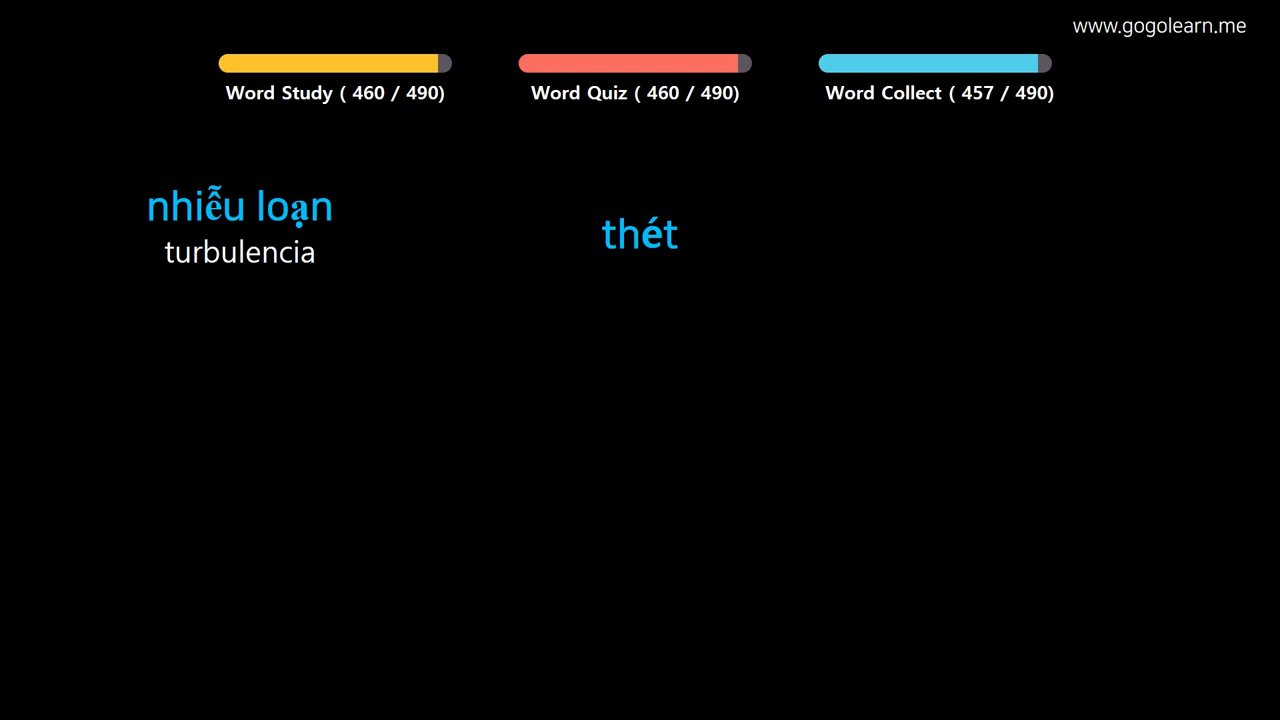 www.gogolearn.me
Word Study ( 460 / 490)
Word Quiz ( 460 / 490)
Word Collect ( 457 / 490)
nhiễu loạn
turbulencia
thét